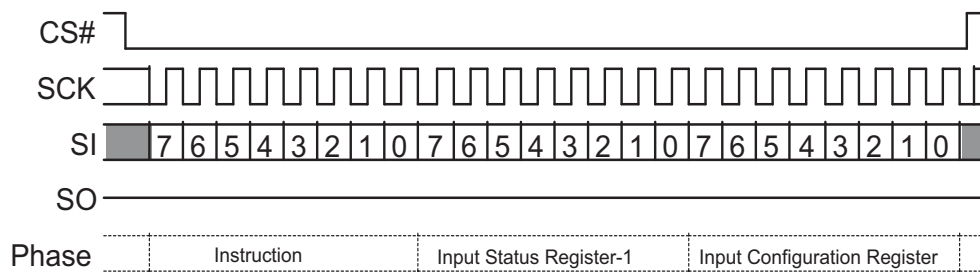 CS#
SCK
SI 7 6 5 4 3 2 1 0 7 6 5 4 3 2 1 0 7 6 5 4 3 2 1 0
SO
Phase Instruction Input Status Register-1 Input Configuration Register